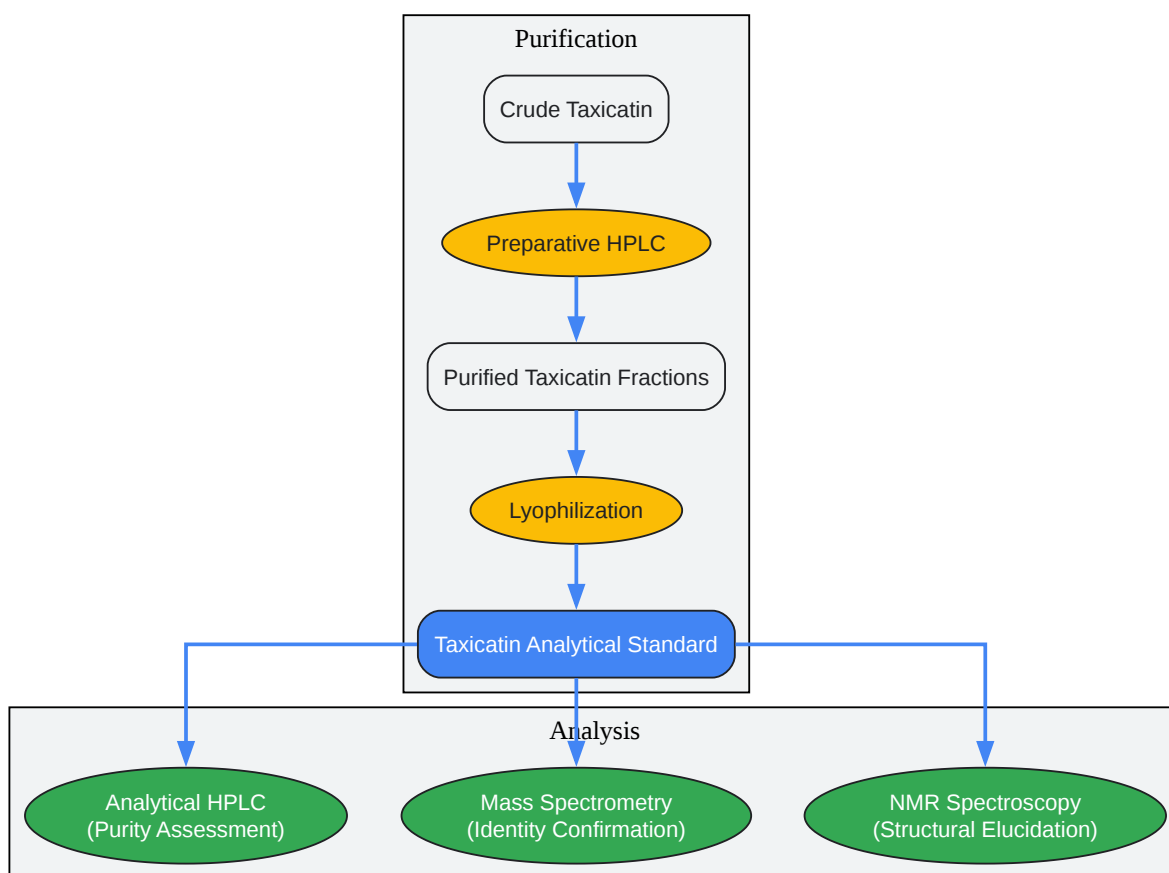 Purification
Crude Taxicatin
Preparative HPLC
Purified Taxicatin Fractions
Lyophilization
Taxicatin Analytical Standard
Analysis
Analytical HPLC
(Purity Assessment)
Mass Spectrometry
(Identity Confirmation)
NMR Spectroscopy
(Structural Elucidation)